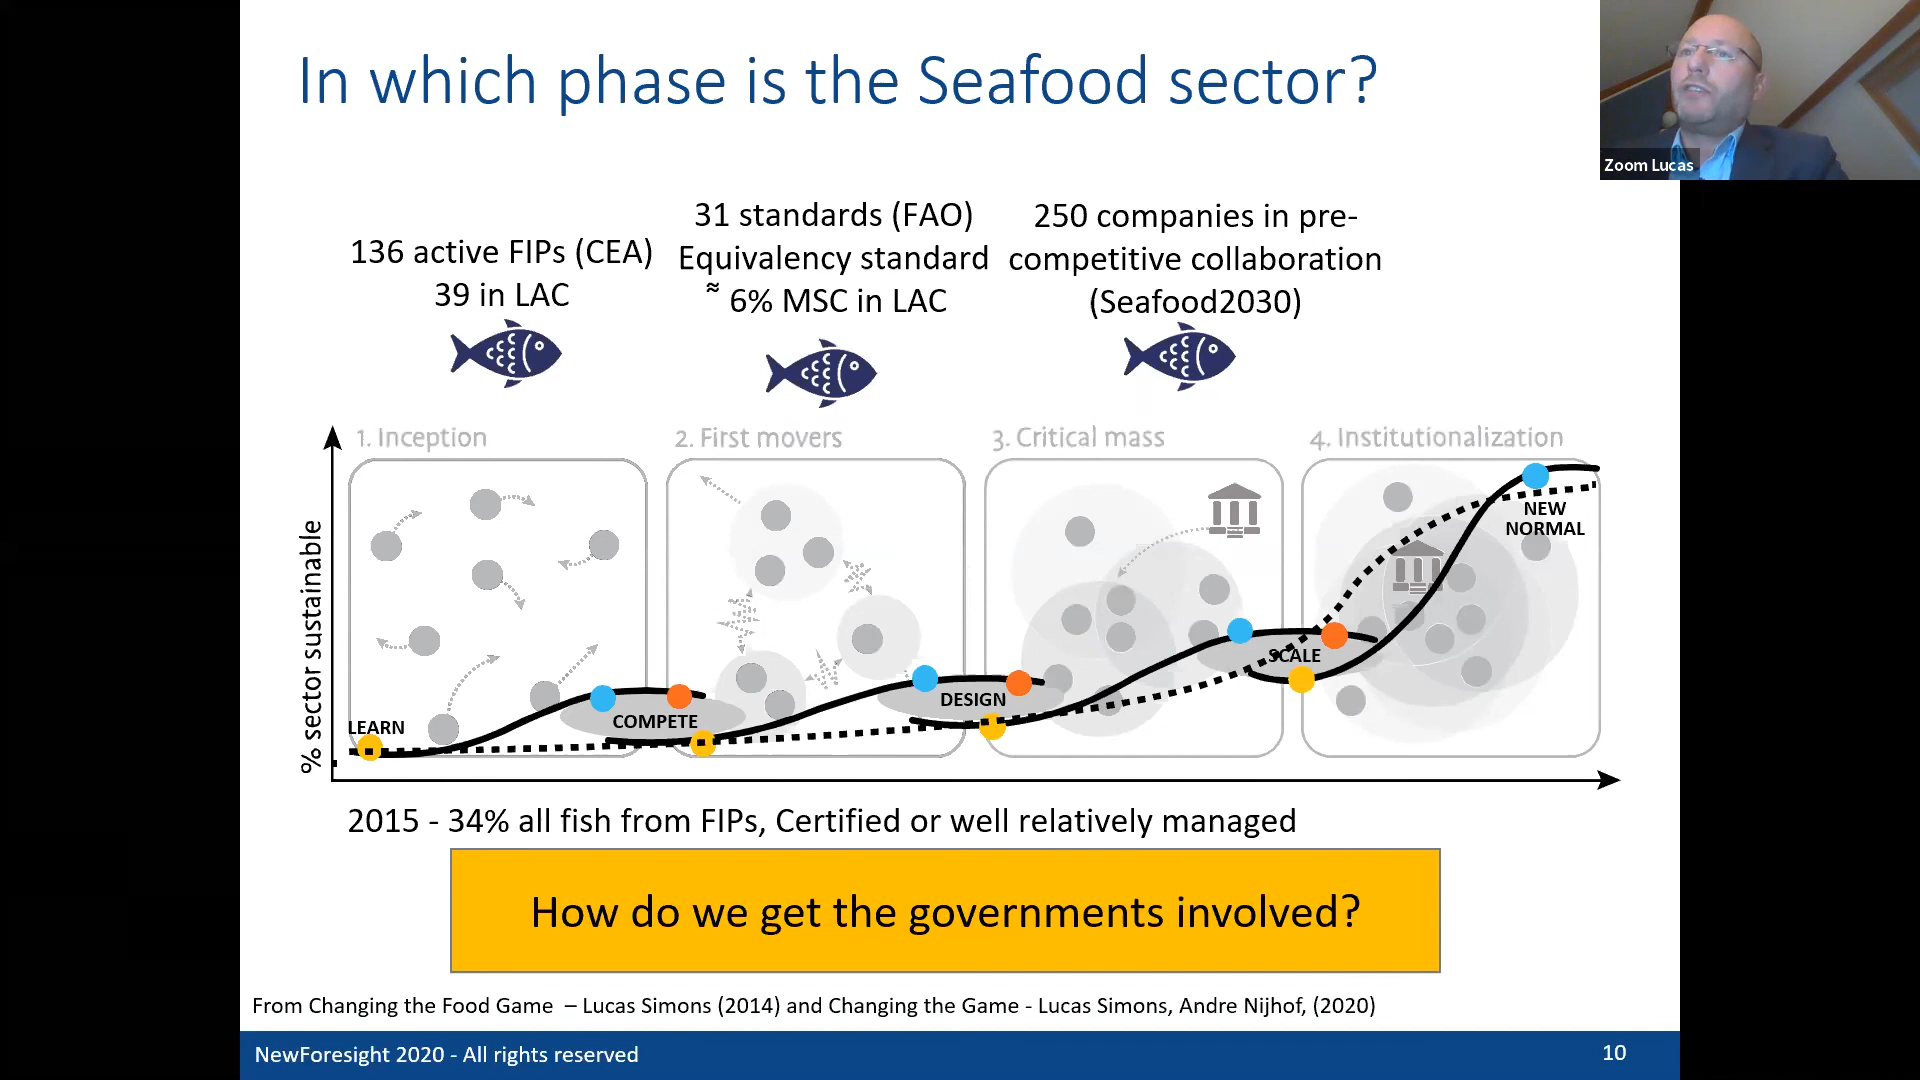 In which phase is the Seafood sector?
Zoom Lucas
136 active FIPs (CEA)
39 in LAC
31 standards (FAO)
Equivalency standard
≈ 6% MSC in LAC
250 companies in pre-
competitive collaboration
(Seafood2030)
1. Inception
2. First movers
3. Critical mass
4. Institutionalization
% sector sustainable
LEARN
COMPETE
DESIGN
SCALE
NEW
NORMAL
2015 - 34% all fish from FIPs, Certified or well relatively managed
How do we get the governments involved?
From Changing the Food Game – Lucas Simons (2014) and Changing the Game - Lucas Simons, Andre Nijhof, (2020)
NewForesight 2020 - All rights reserved
10